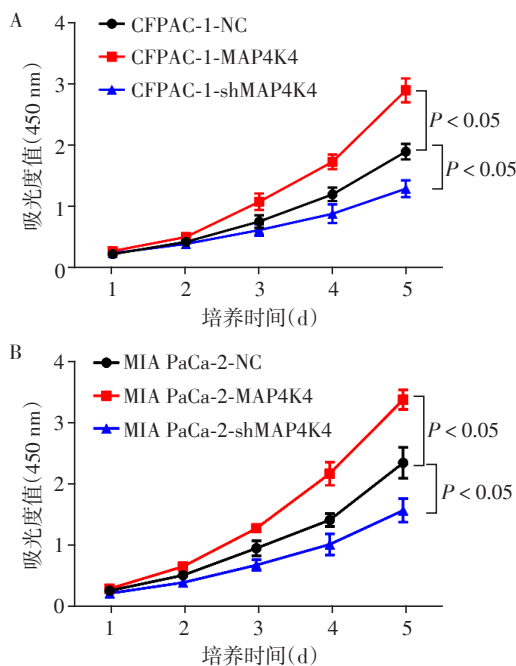 A
CFPAC-1-NC
CFPAC-1-MAP4K4
CFPAC-1-shMAP4K4
吸光度值(450 nm)
4
3
2
1
0
P < 0.05
P < 0.05
1 2 3 4 5
培养时间(d)
B
MIA PaCa-2-NC
MIA PaCa-2-MAP4K4
MIA PaCa-2-shMAP4K4
吸光度值(450 nm)
4
3
2
1
0
P < 0.05
P < 0.05
1 2 3 4 5
培养时间(d)